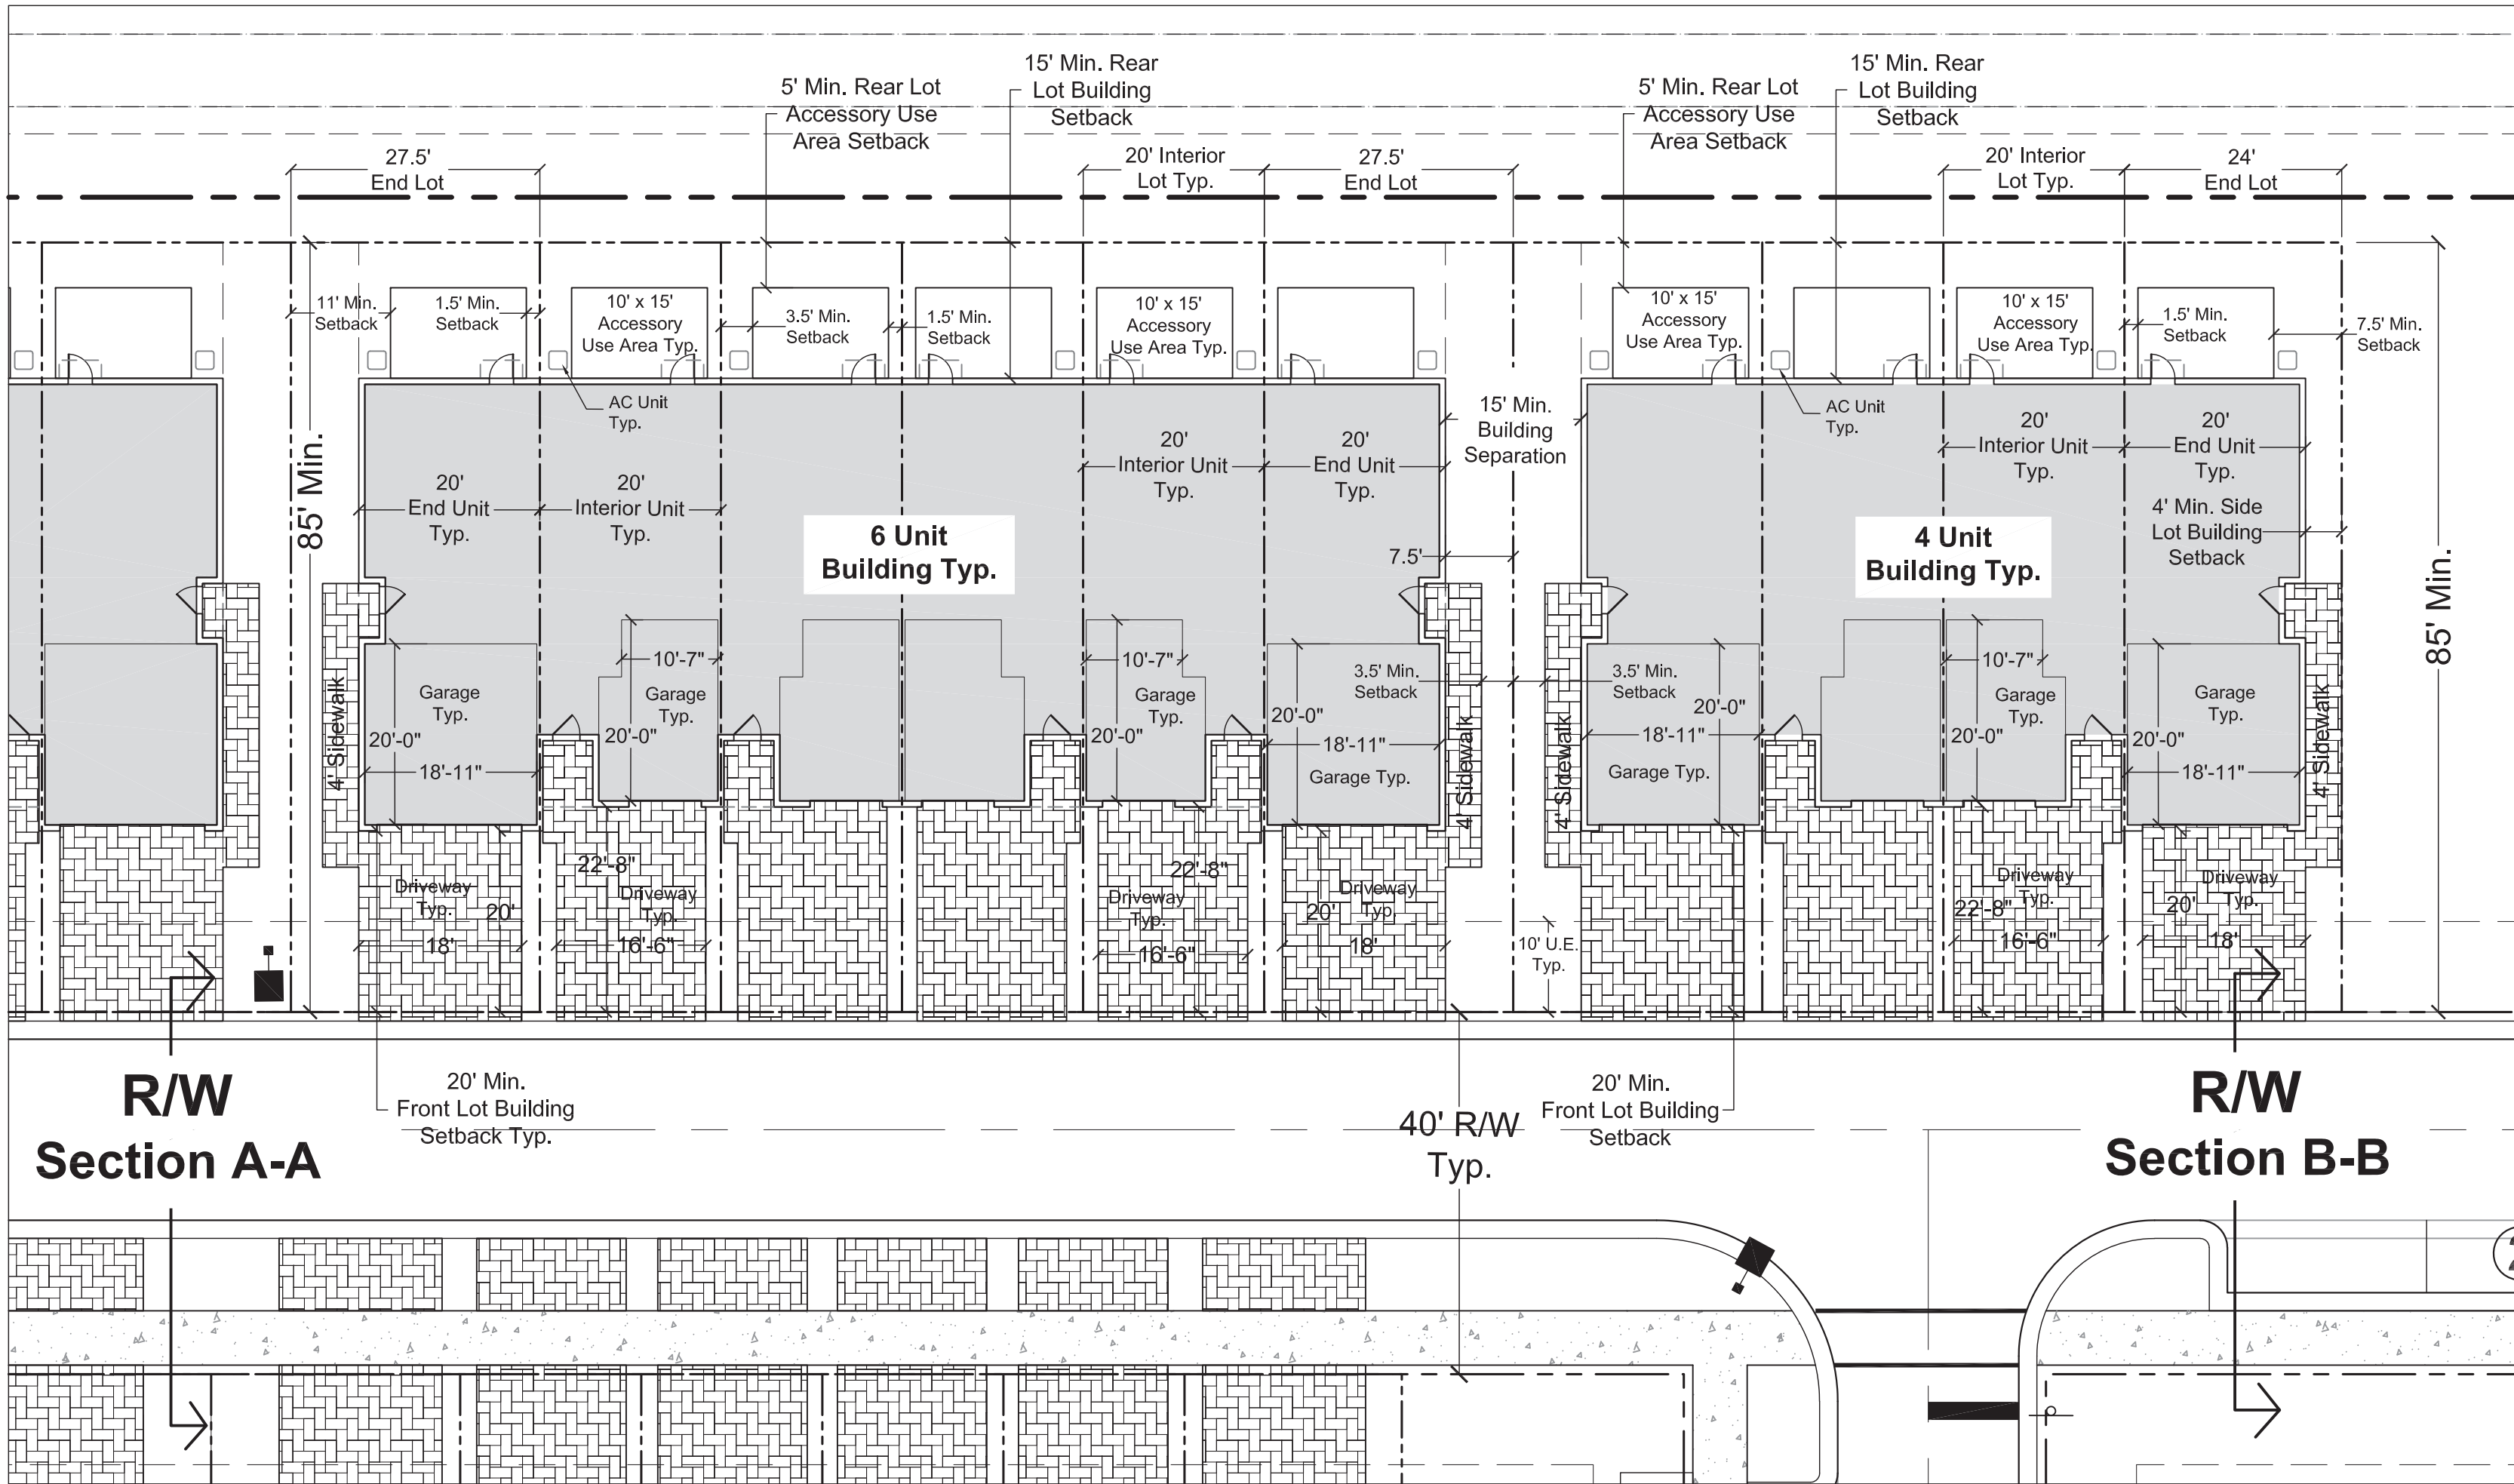 5' Min. Rear Lot
Accessory Use
Area Setback
15' Min. Rear
Lot Building
Setback
5' Min. Rear Lot
Accessory Use
Area Setback
15' Min. Rear
Lot Building
Setback
27.5'
End Lot
20' Interior
Lot Typ.
27.5'
End Lot
20' Interior
Lot Typ.
24'
End Lot
11' Min.
Setback
1.5' Min.
Setback
10' x 15'
Accessory
Use Area Typ.
3.5' Min.
Setback
1.5' Min.
Setback
10' x 15'
Accessory
Use Area Typ.
10' x 15'
Accessory
Use Area Typ.
10' x 15'
Accessory
Use Area Typ.
1.5' Min.
Setback
7.5' Min.
Setback
AC Unit
Typ.
15' Min.
Building
Separation
AC Unit
Typ.
85' Min.
20'
End Unit
Typ.
20'
Interior Unit
Typ.
20'
Interior Unit
Typ.
20'
End Unit
Typ.
20'
Interior Unit
Typ.
20'
End Unit
Typ.
6 Unit
Building Typ.
7.5'
4 Unit
Building Typ.
4' Min. Side
Lot Building
Setback
85' Min.
4' Sidewalk
Garage
Typ.
20'-0"
18'-11"
10'-7"
Garage
Typ.
20'-0"
10'-7"
Garage
Typ.
20'-0"
3.5' Min.
Setback
20'-0"
18'-11"
Garage Typ.
4' Sidewalk
4' Sidewalk
3.5' Min.
Setback
20'-0"
18'-11"
Garage Typ.
10'-7"
Garage
Typ.
20'-0"
Garage
Typ.
20'-0"
18'-11"
4' Sidewalk
Driveway
Typ.
20'
18'
22'-8"
Driveway
Typ.
16'-6"
22'-8"
Driveway
Typ.
16'-6"
Driveway
Typ.
20'
18'
10' U.E.
Typ.
Driveway
Typ.
22'-8"
16'-6"
Driveway
Typ.
20'
18'
R/W
Section A-A
20' Min.
Front Lot Building
Setback Typ.
40' R/W
Typ.
20' Min.
Front Lot Building
Setback
R/W
Section B-B